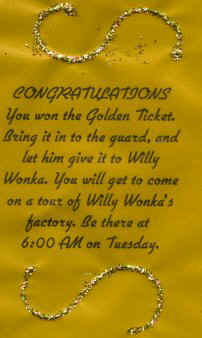 CONGRATULATIONS
You won the Golden Ticket.
Bring it in to the guard, and
let him give it to Willy
Wonka. You will get to come
on a tour of Willy Wonka's
factory. Be there at
6:00 AM on Tuesday.